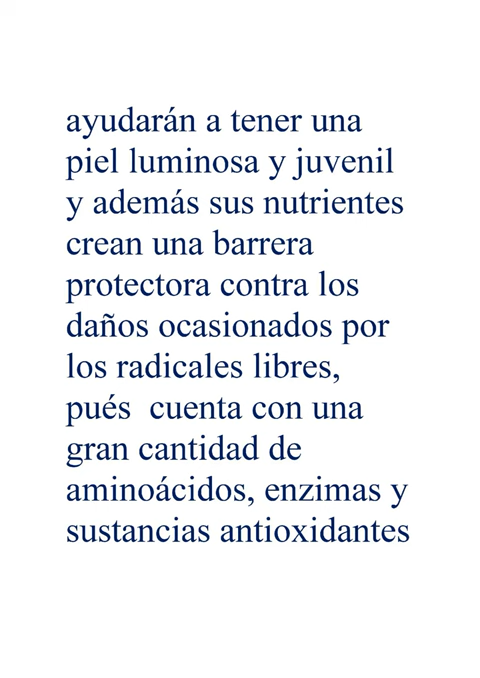 ayudarán a tener una
piel luminosa y juvenil
y además sus nutrientes
crean una barrera
protectora contra los
daños ocasionados por
los radicales libres,
pués  cuenta con una
gran cantidad de
aminoácidos, enzimas y
sustancias antioxidantes